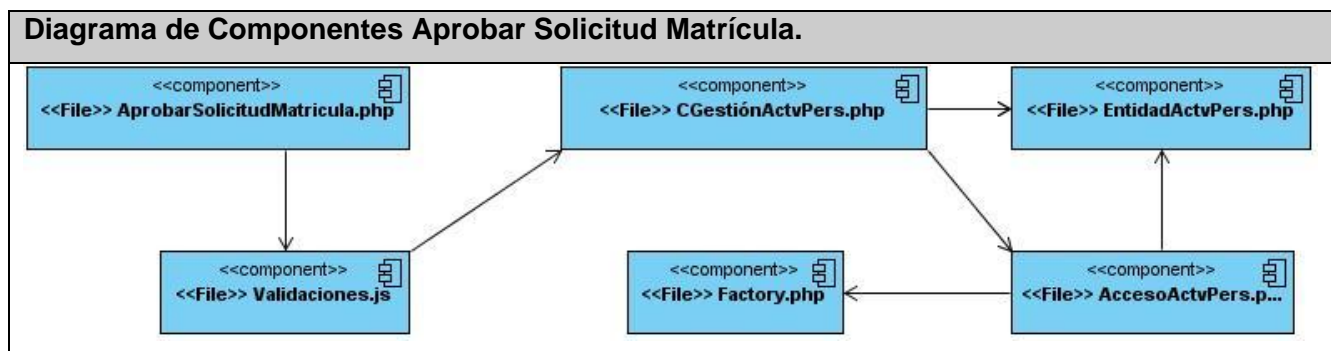 Diagrama de Componentes Aprobar Solicitud Matrícula.
<<component>>
<<File>> AprobarSolicitudMatricula.php
<<component>>
<<File>> CGestiónActvPers.php
<<component>>
<<File>> EntidadActvPers.php
<<component>>
<<File>> Validaciones.js
<<component>>
<<File>> Factory.php
<<component>>
<<File>> AccesoActvPers.p...